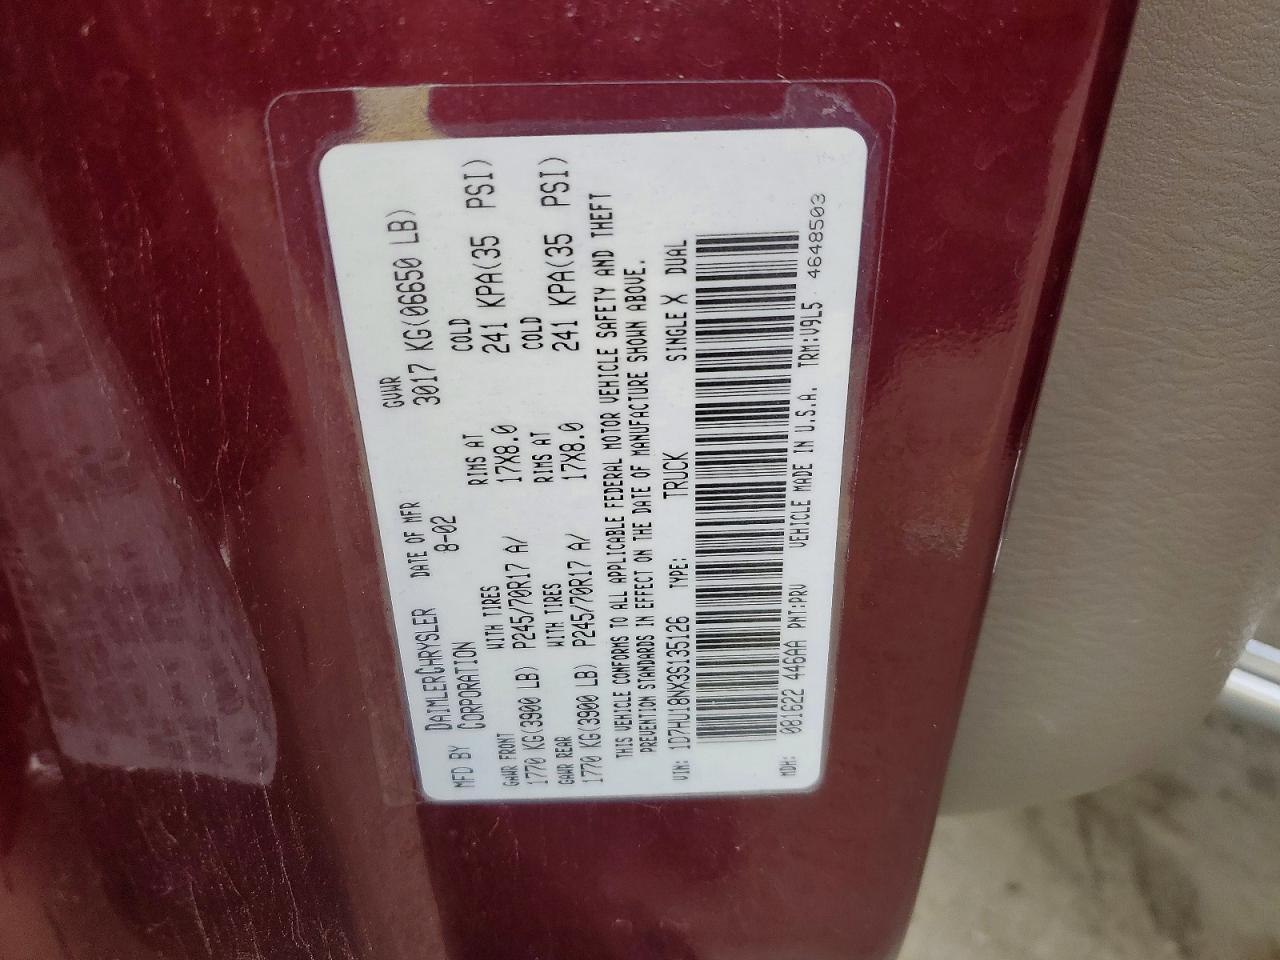 MFD BY DAIMLERCHRYSLER CORPORATION DATE OF MFR 8-02 GVWR 3017 KG(06650 LB)
GAWR FRONT WITH TIRES RIMS AT COLD
1770 KG(3900 LB) P245/70R17 A/ 17X8.0 241 KPA(35 PSI)
GAWR REAR WITH TIRES RIMS AT COLD
1770 KG(3900 LB) P245/70R17 A/ 17X8.0 241 KPA(35 PSI)
THIS VEHICLE CONFORMS TO ALL APPLICABLE FEDERAL MOTOR VEHICLE SAFETY AND THEFT
PREVENTION STANDARDS IN EFFECT ON THE DATE OF MANUFACTURE SHOWN ABOVE.
VIN: 1D7HU18NX3S135126 TYPE: TRUCK SINGLE X DUAL
MDH: 081622 446AA PNT:PRV VEHICLE MADE IN U.S.A. TRM:V9L5 4648503